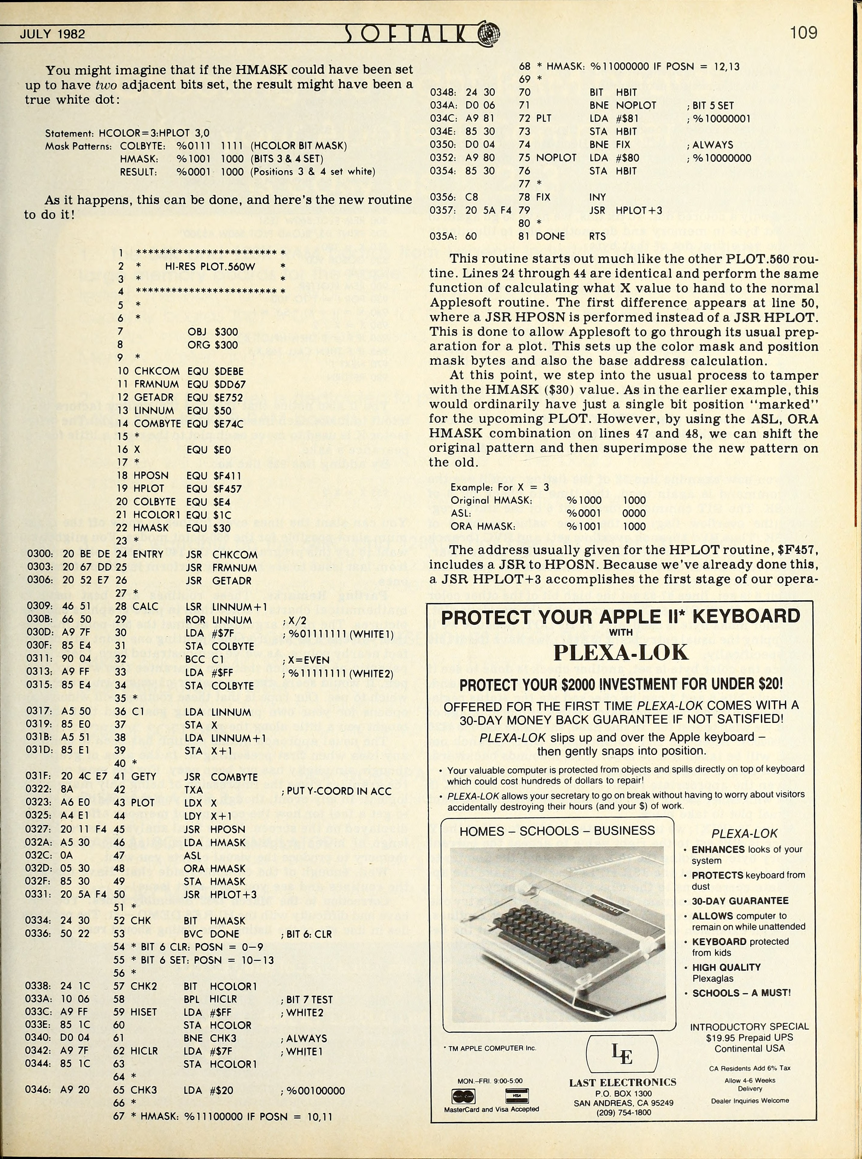 JULY 1982
SOFTALK
109
You might imagine that if the HMASK could have been set
up to have two adjacent bits set, the result might have been a
true white dot:
Statement: HCOLOR=3:HPLOT 3,0
Mask Patterns: COLBYTE: %0111 1111 (HCOLOR BIT MASK)
HMASK: %1001 1000 (BITS 3 & 4 SET)
RESULT: %0001 1000 (Positions 3 & 4 set white)
As it happens, this can be done, and here's the new routine
to do it!
1 ************************ *
2 * HI-RES PLOT.560W *
3 * *
4 ************************ *
5 *
6 *
7 OBJ $300
8 ORG $300
9 *
10 CHKCOM EQU $DEBE
11 FRMNUM EQU $DD67
12 GETADR EQU $E752
13 LINNUM EQU $50
14 COMBYTE EQU $E74C
15 *
16 X EQU $E0
17 *
18 HPOSN EQU $F411
19 HPLOT EQU $F457
20 COLBYTE EQU $E4
21 HCOLOR1 EQU $1C
22 HMASK EQU $30
23 *
0300: 20 BE DE 24 ENTRY JSR CHKCOM
0303: 20 67 DD 25 JSR FRMNUM
0306: 20 52 E7 26 JSR GETADR
27 *
0309: 46 51 28 CALC LSR LINNUM+1
030B: 66 50 29 ROR LINNUM ; X/2
030D: A9 7F 30 LDA #$7F ; %01111111 (WHITE1)
030F: 85 E4 31 STA COLBYTE
0311: 90 04 32 BCC C1 ; X=EVEN
0313: A9 FF 33 LDA #$FF ; %11111111 (WHITE2)
0315: 85 E4 34 STA COLBYTE
35 *
0317: A5 50 36 C1 LDA LINNUM
0319: 85 E0 37 STA X
031B: A5 51 38 LDA LINNUM+1
031D: 85 E1 39 STA X+1
40 *
031F: 20 4C E7 41 GETY JSR COMBYTE
0322: 8A 42 TXA ; PUT Y-COORD IN ACC
0323: A6 E0 43 PLOT LDX X
0325: A4 E1 44 LDY X+1
0327: 20 11 F4 45 JSR HPOSN
032A: A5 30 46 LDA HMASK
032C: 0A 47 ASL
032D: 05 30 48 ORA HMASK
032F: 85 30 49 STA HMASK
0331: 20 5A F4 50 JSR HPLOT+3
51 *
0334: 24 30 52 CHK BIT HMASK
0336: 50 22 53 BVC DONE ; BIT 6: CLR
54 * BIT 6 CLR: POSN = 0-9
55 * BIT 6 SET: POSN = 10-13
56 *
0338: 24 1C 57 CHK2 BIT HCOLOR1
033A: 10 06 58 BPL HICLR ; BIT 7 TEST
033C: A9 FF 59 HISET LDA #$FF ; WHITE2
033E: 85 1C 60 STA HCOLOR
0340: D0 04 61 BNE CHK3 ; ALWAYS
0342: A9 7F 62 HICLR LDA #$7F ; WHITE1
0344: 85 1C 63 STA HCOLOR1
64 *
0346: A9 20 65 CHK3 LDA #$20 ; %00100000
66 *
67 * HMASK: %11100000 IF POSN = 10,11
68 * HMASK: %11000000 IF POSN = 12,13
69 *
0348: 24 30 70 BIT HBIT
034A: D0 06 71 BNE NOPLOT ; BIT 5 SET
034C: A9 81 72 PLT LDA #$81 ; %10000001
034E: 85 30 73 STA HBIT
0350: D0 04 74 BNE FIX ; ALWAYS
0352: A9 80 75 NOPLOT LDA #$80 ; %10000000
0354: 85 30 76 STA HBIT
77 *
0356: C8 78 FIX INY
0357: 20 5A F4 79 JSR HPLOT+3
80 *
035A: 60 81 DONE RTS
This routine starts out much like the other PLOT.560 rou-
tine. Lines 24 through 44 are identical and perform the same
function of calculating what X value to hand to the normal
Applesoft routine. The first difference appears at line 50,
where a JSR HPOSN is performed instead of a JSR HPLOT.
This is done to allow Applesoft to go through its usual prep-
aration for a plot. This sets up the color mask and position
mask bytes and also the base address calculation.
At this point, we step into the usual process to tamper
with the HMASK ($30) value. As in the earlier example, this
would ordinarily have just a single bit position "marked"
for the upcoming PLOT. However, by using the ASL, ORA
HMASK combination on lines 47 and 48, we can shift the
original pattern and then superimpose the new pattern on
the old.
Example: For X = 3
Original HMASK: %1000 1000
ASL: %0001 0000
ORA HMASK: %1001 1000
The address usually given for the HPLOT routine, $F457,
includes a JSR to HPOSN. Because we've already done this,
a JSR HPLOT+3 accomplishes the first stage of our opera-
PROTECT YOUR APPLE II* KEYBOARD
WITH
PLEXA-LOK
PROTECT YOUR $2000 INVESTMENT FOR UNDER $20!
OFFERED FOR THE FIRST TIME PLEXA-LOK COMES WITH A
30-DAY MONEY BACK GUARANTEE IF NOT SATISFIED!
PLEXA-LOK slips up and over the Apple keyboard –
then gently snaps into position.
• Your valuable computer is protected from objects and spills directly on top of keyboard
which could cost hundreds of dollars to repair!
• PLEXA-LOK allows your secretary to go on break without having to worry about visitors
accidentally destroying their hours (and your $) of work.
HOMES – SCHOOLS – BUSINESS
PLEXA-LOK
• ENHANCES looks of your
system
• PROTECTS keyboard from
dust
• 30-DAY GUARANTEE
• ALLOWS computer to
remain on while unattended
• KEYBOARD protected
from kids
• HIGH QUALITY
Plexaglas
• SCHOOLS – A MUST!
* TM APPLE COMPUTER Inc.
MON.-FRI. 9:00-5:00
VISA
MasterCard and Visa Accepted
LE
LAST ELECTRONICS
P.O. BOX 1300
SAN ANDREAS, CA 95249
(209) 754-1800
INTRODUCTORY SPECIAL
$19.95 Prepaid UPS
Continental USA
CA Residents Add 6% Tax
Allow 4-6 Weeks
Delivery
Dealer Inquiries Welcome